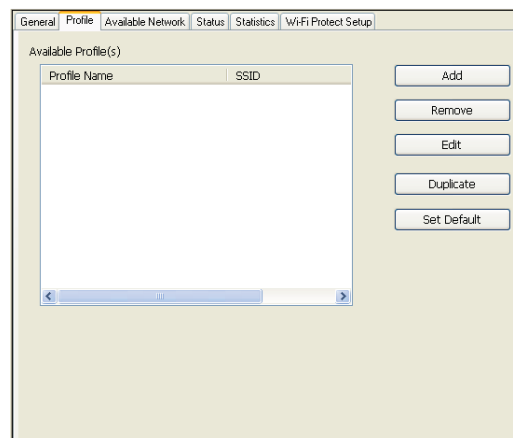 General Profile Available Network Status Statistics Wi-Fi Protect Setup
Available Profile(s)
Profile Name SSID
Add
Remove
Edit
Duplicate
Set Default